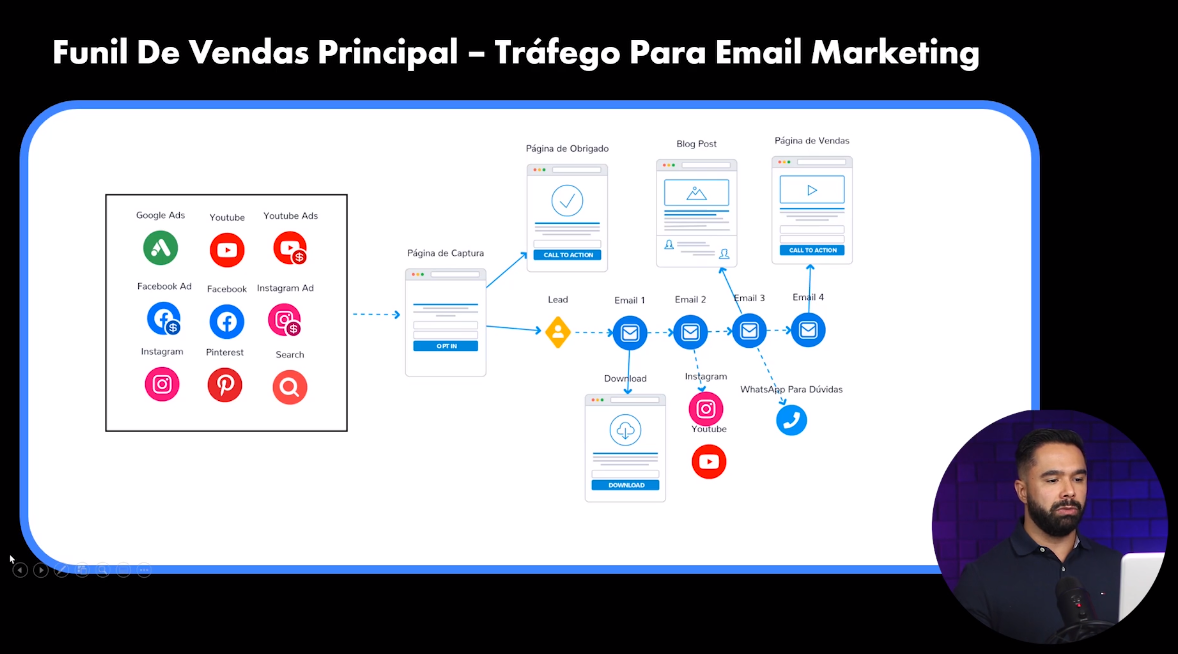 Funil De Vendas Principal – Tráfego Para Email Marketing
Google Ads
Youtube
Youtube Ads
Facebook Ad
Facebook
Instagram Ad
Instagram
Pinterest
Search
Página de Captura
OPT IN
Página de Obrigado
CALL TO ACTION
Blog Post
Página de Vendas
CALL TO ACTION
Lead
Email 1
Email 2
Email 3
Email 4
Download
DOWNLOAD
Instagram
Youtube
WhatsApp Para Dúvidas